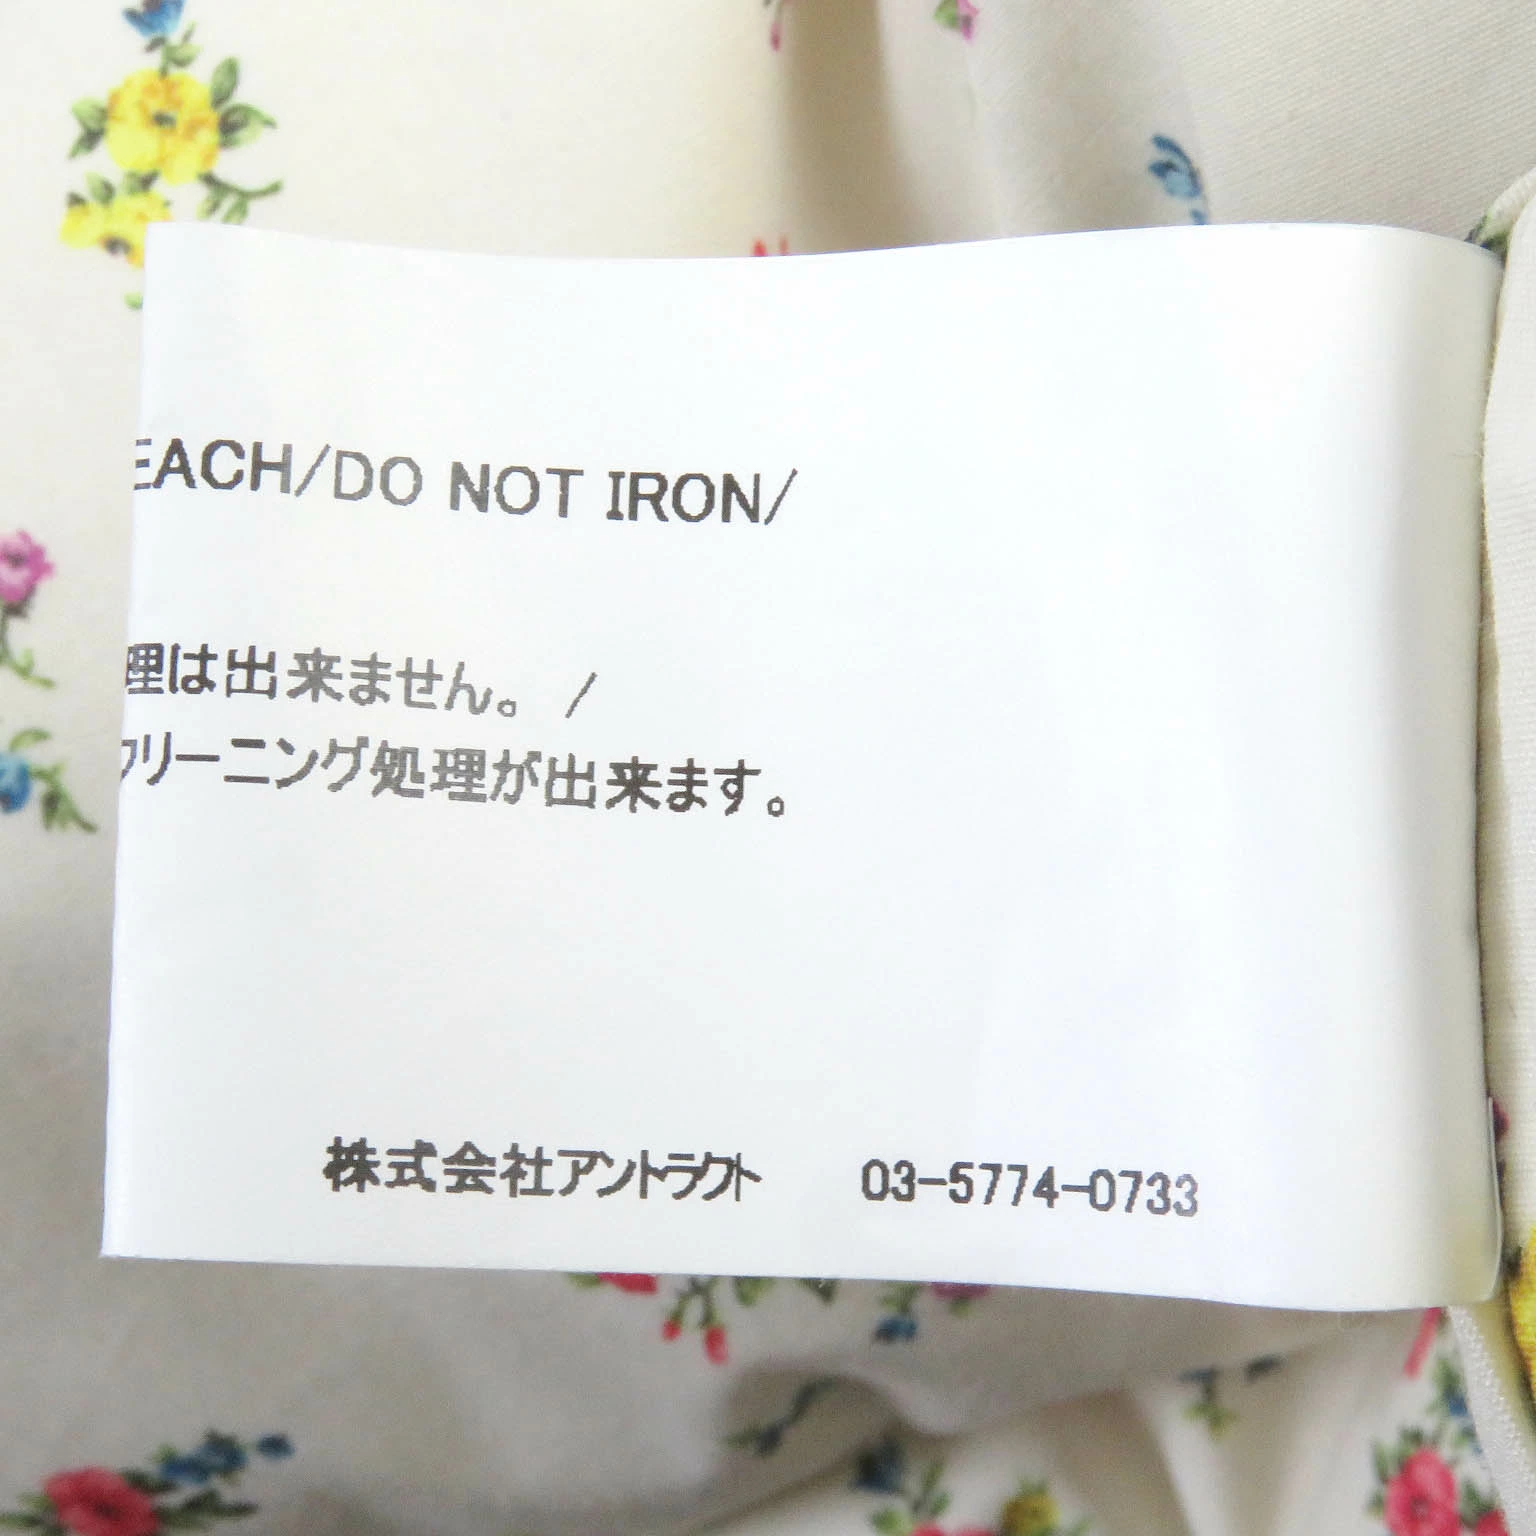 EACH/DO NOT IRON/
理は出来ません。 /
クリーニング処理が出来ます。
株式会社アントラクト 03-5774-0733